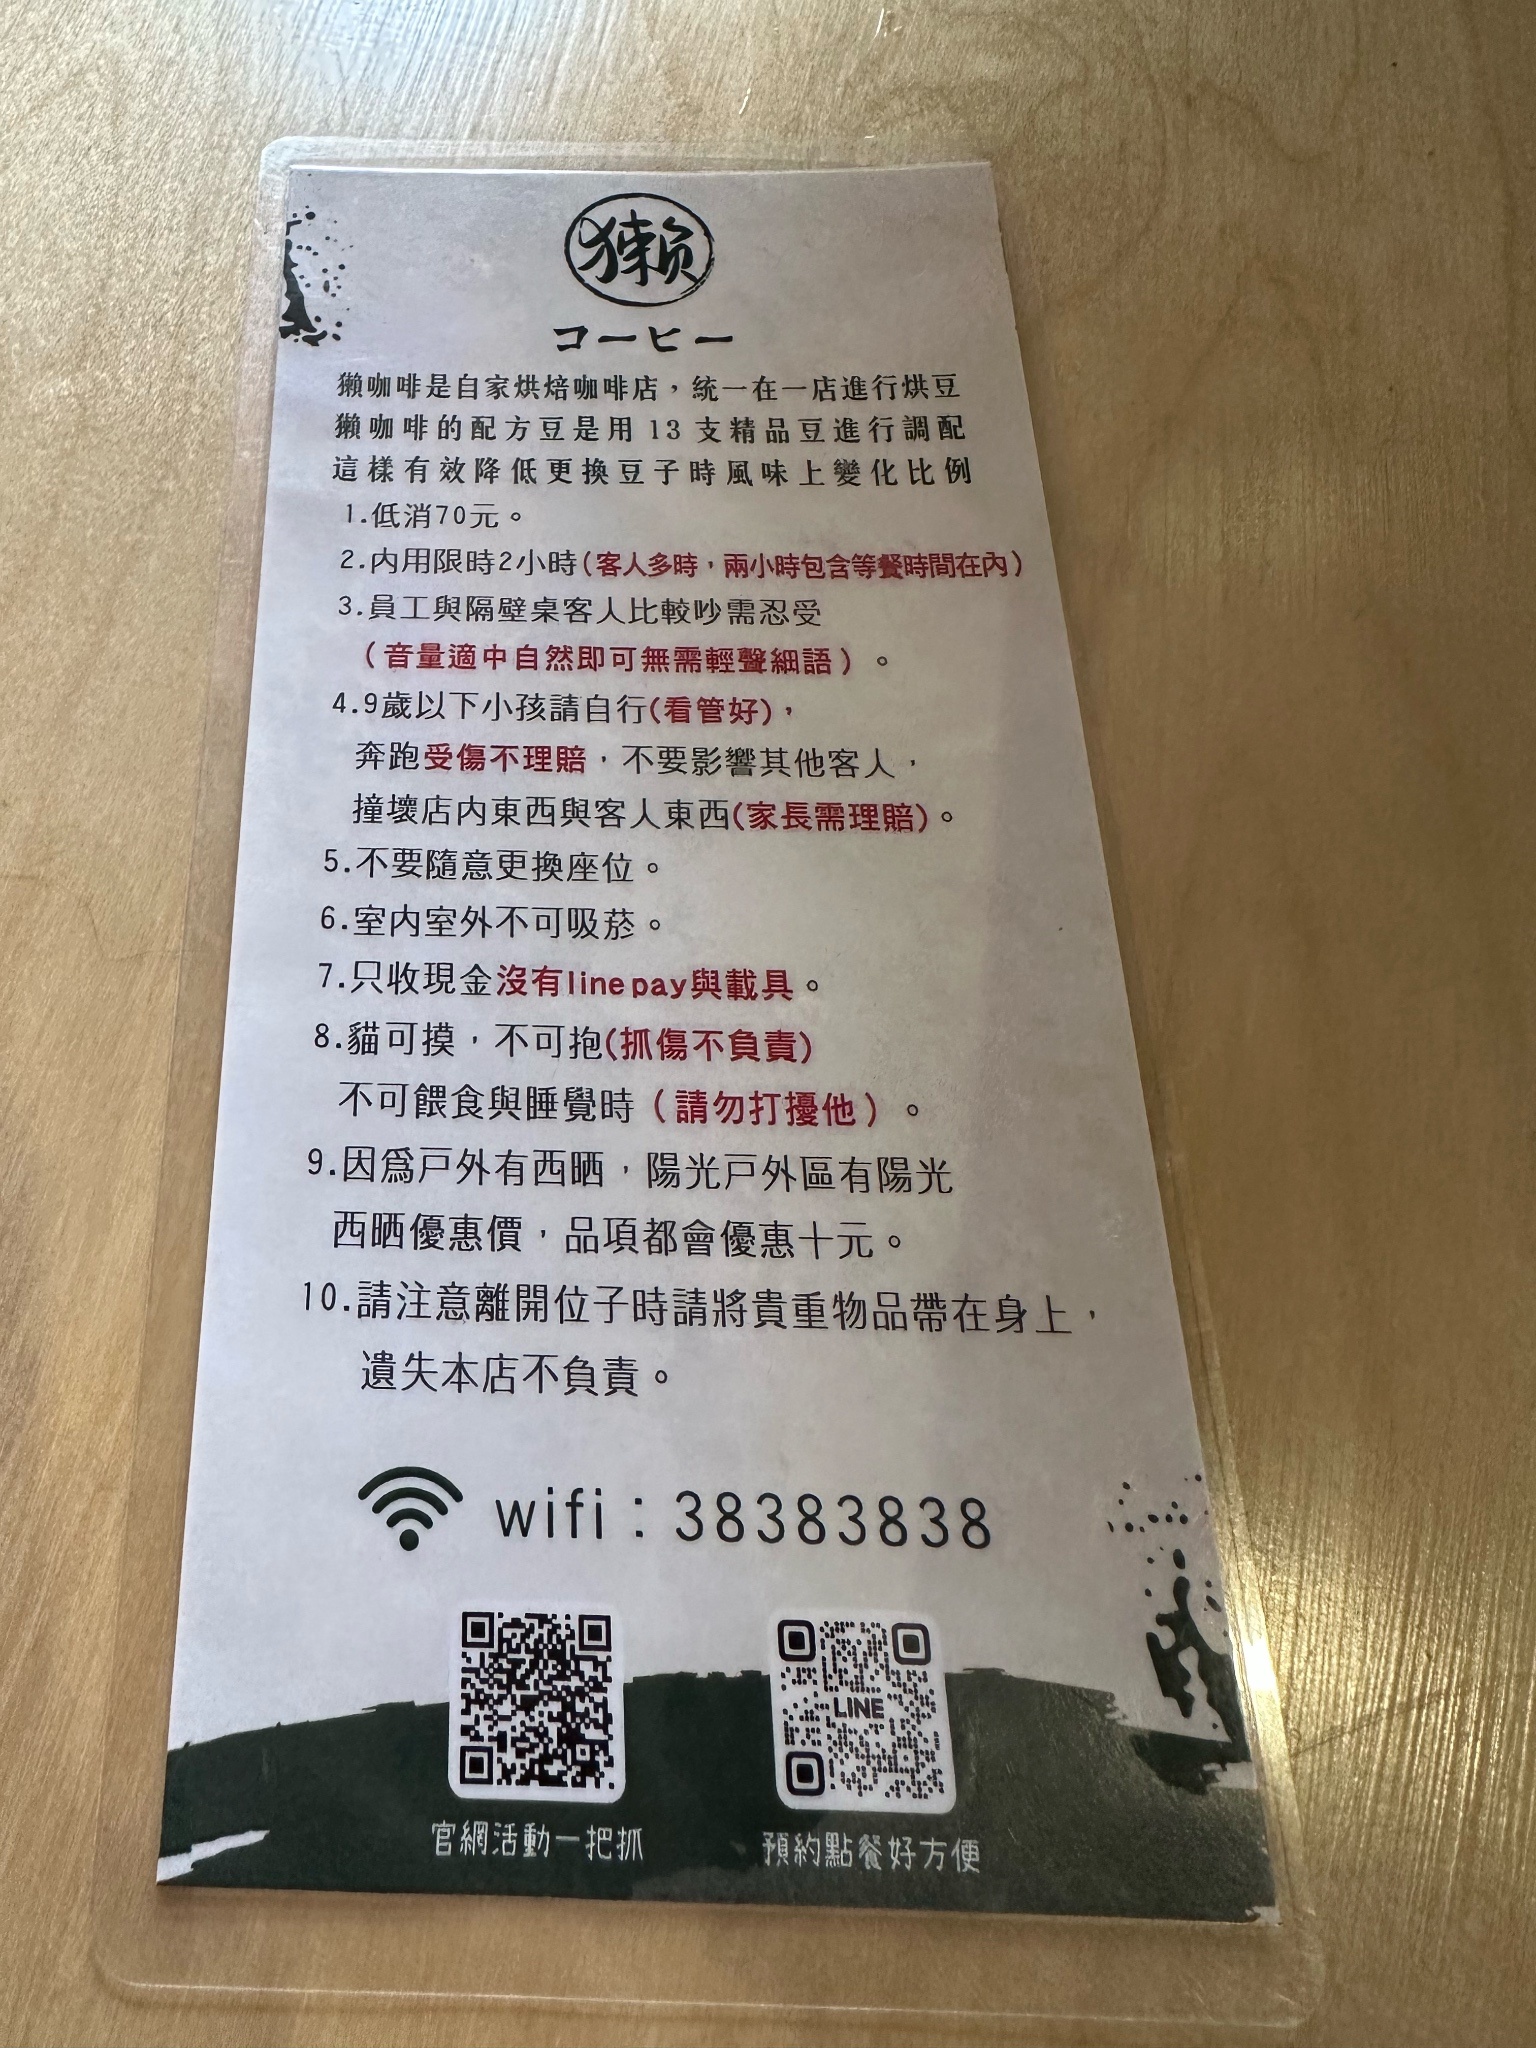 獺
コーヒー
獺咖啡是自家烘焙咖啡店，統一在一店進行烘豆
獺咖啡的配方豆是用 13 支精品豆進行調配
這樣有效降低更換豆子時風味上變化比例
1.低消70元。
2.內用限時2小時(客人多時，兩小時包含等餐時間在內)
3.員工與隔壁桌客人比較吵需忍受
(音量適中自然即可無需輕聲細語)。
4.9歲以下小孩請自行(看管好)，
奔跑受傷不理賠，不要影響其他客人，
撞壞店內東西與客人東西(家長需理賠)。
5.不要隨意更換座位。
6.室內室外不可吸菸。
7.只收現金沒有line pay與載具。
8.貓可摸，不可抱(抓傷不負責)
不可餵食與睡覺時(請勿打擾他)。
9.因爲戶外有西晒，陽光戶外區有陽光
西晒優惠價，品項都會優惠十元。
10.請注意離開位子時請將貴重物品帶在身上，
遺失本店不負責。
wifi：38383838
LINE
官網活動一把抓
預約點餐好方便